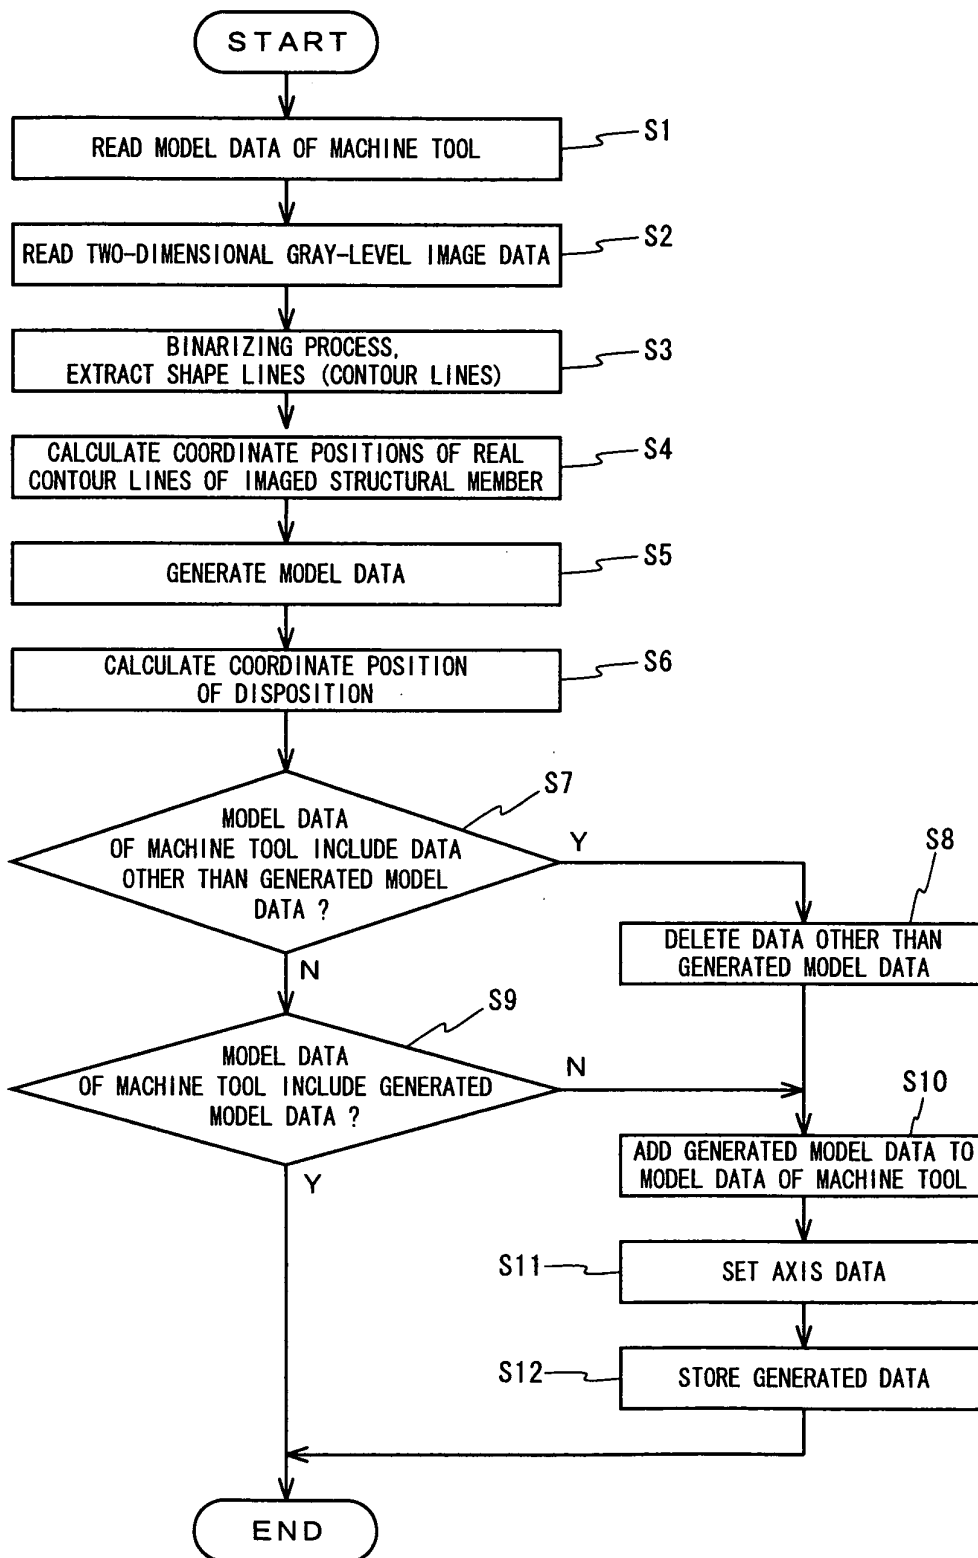 START
READ MODEL DATA OF MACHINE TOOL
S1
READ TWO-DIMENSIONAL GRAY-LEVEL IMAGE DATA
S2
BINARIZING PROCESS,
EXTRACT SHAPE LINES (CONTOUR LINES)
S3
CALCULATE COORDINATE POSITIONS OF REAL
CONTOUR LINES OF IMAGED STRUCTURAL MEMBER
S4
GENERATE MODEL DATA
S5
CALCULATE COORDINATE POSITION
OF DISPOSITION
S6
MODEL DATA
OF MACHINE TOOL INCLUDE DATA
OTHER THAN GENERATED MODEL
DATA ?
S7
Y
N
DELETE DATA OTHER THAN
GENERATED MODEL DATA
S8
MODEL DATA
OF MACHINE TOOL INCLUDE GENERATED
MODEL DATA ?
S9
N
Y
ADD GENERATED MODEL DATA TO
MODEL DATA OF MACHINE TOOL
S10
SET AXIS DATA
S11
STORE GENERATED DATA
S12
END